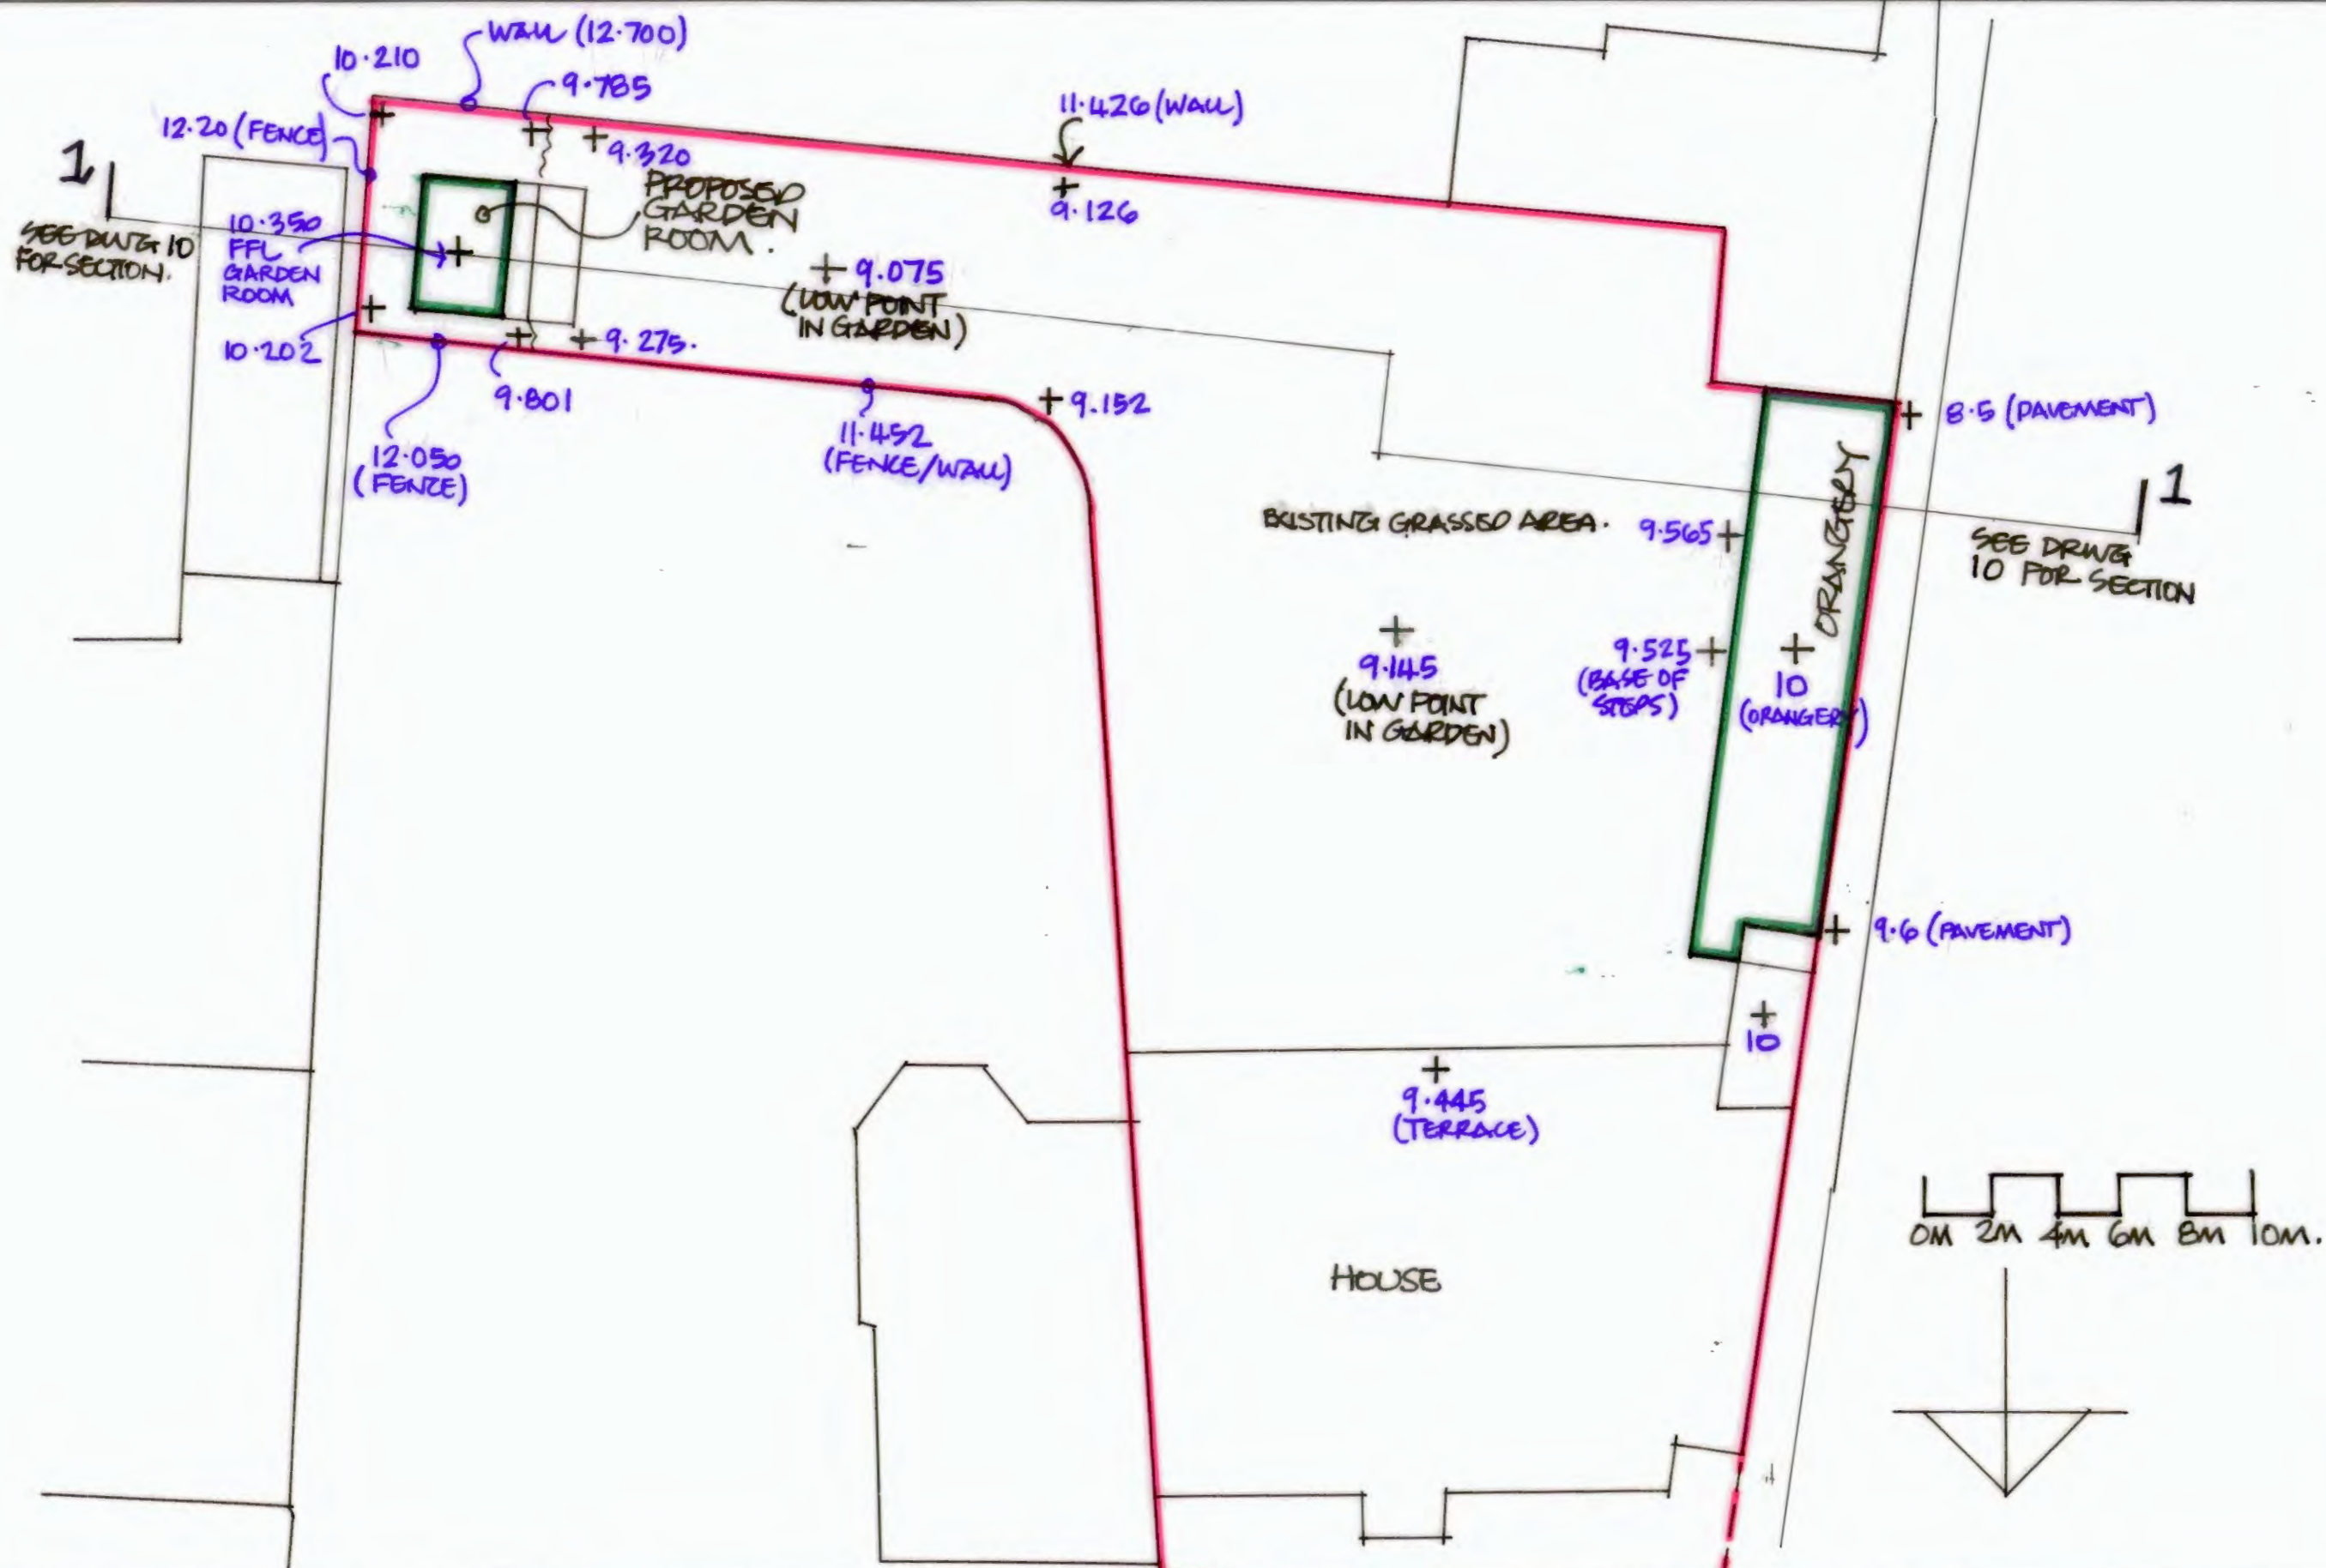 WALL (12.700)
10.210
9.785
12.20 (FENCE)
11.426 (WALL)
9.320
1
PROPOSED
GARDEN
ROOM.
9.126
SEE DWG 10
FOR SECTION.
10.350
FFL
GARDEN
ROOM
9.075
(LOW POINT
IN GARDEN)
10.202
9.275.
9.801
9.152
8.5 (PAVEMENT)
12.050
(FENCE)
11.452
(FENCE/WALL)
ORANGERY
1
EXISTING GRASSED AREA.
9.565
SEE DRWG
10 FOR SECTION
9.145
(LOW POINT
IN GARDEN)
9.525
(BASE OF
STEPS)
10
(ORANGERY)
9.6 (PAVEMENT)
10
9.445
(TERRACE)
HOUSE
0M 2M 4M 6M 8M 10M.